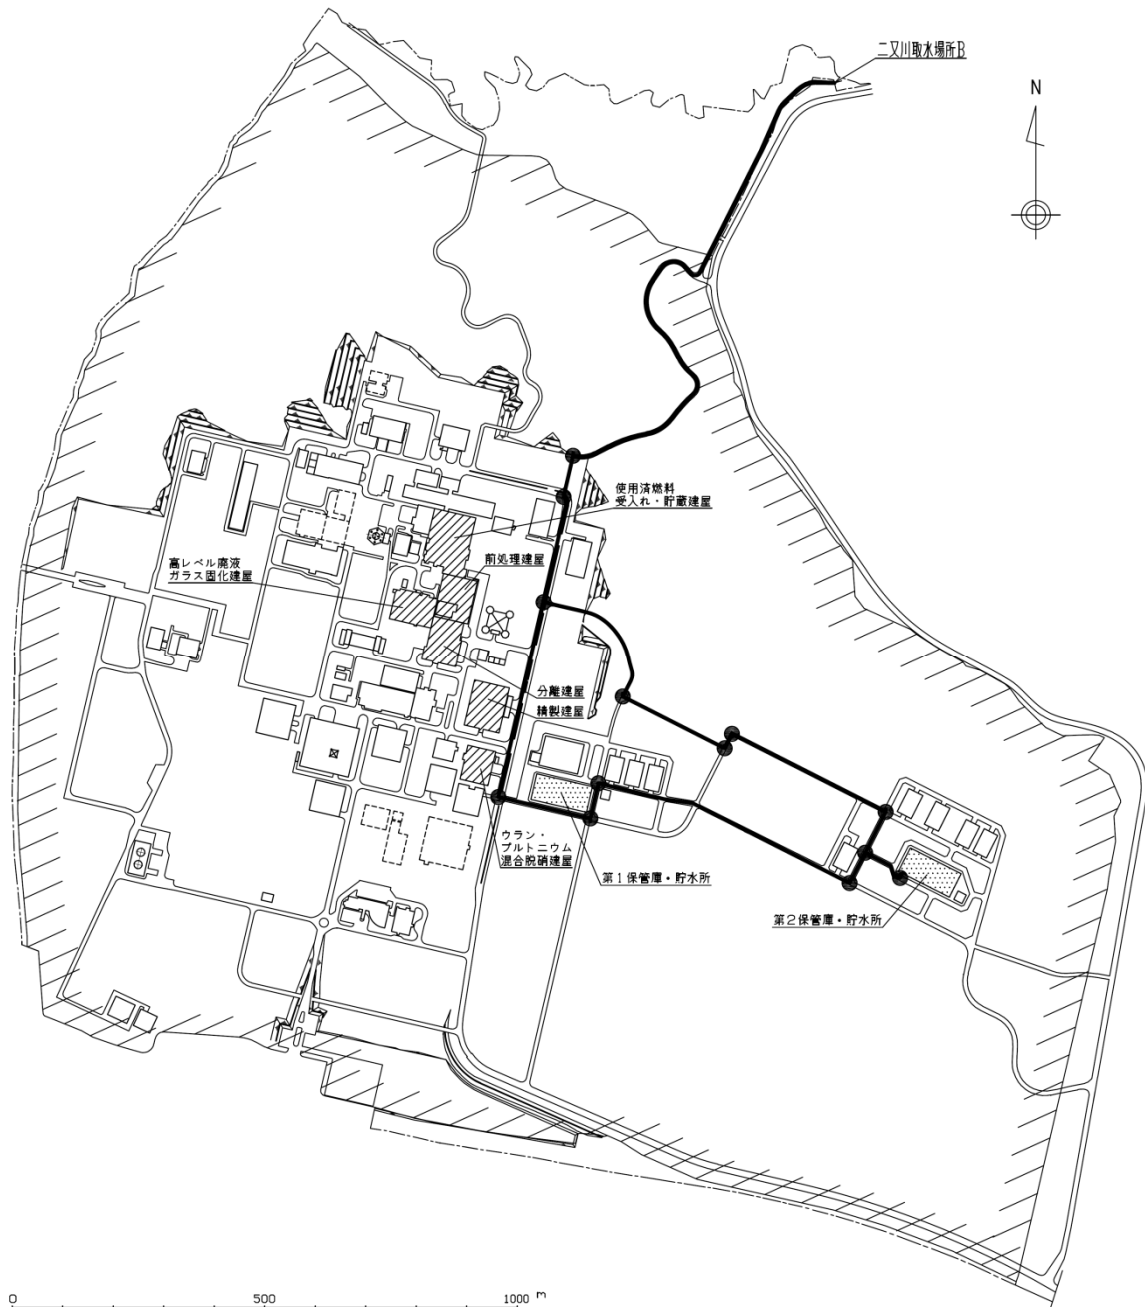 二又川取水場所B
N
使用済燃料
受入れ・貯蔵建屋
前処理建屋
高レベル廃液
ガラス固化建屋
分離建屋
精製建屋
ウラン・
プルトニウム
混合脱硝建屋
第1保管庫・貯水所
第2保管庫・貯水所
0 500 1000 m